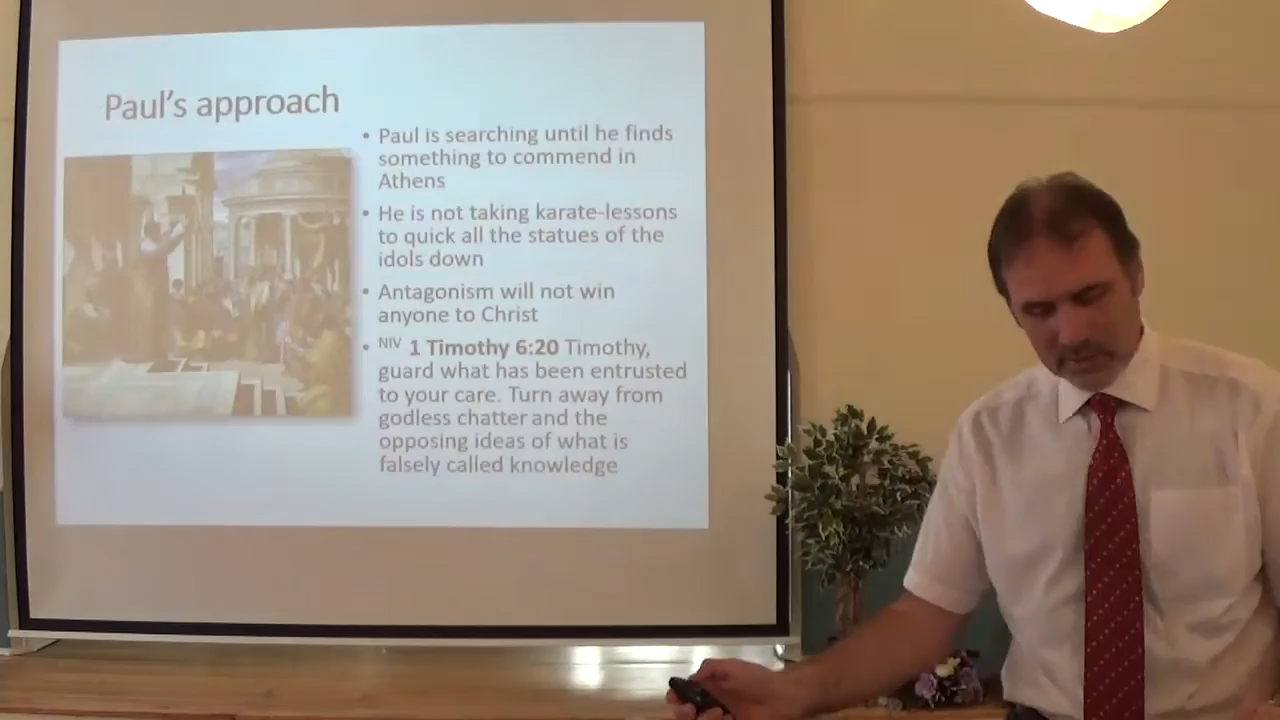 Paul's approach
• Paul is searching until he finds
something to commend in
Athens
• He is not taking karate-lessons
to quick all the statues of the
idols down
• Antagonism will not win
anyone to Christ
• NIV 1 Timothy 6:20 Timothy,
guard what has been entrusted
to your care. Turn away from
godless chatter and the
opposing ideas of what is
falsely called knowledge